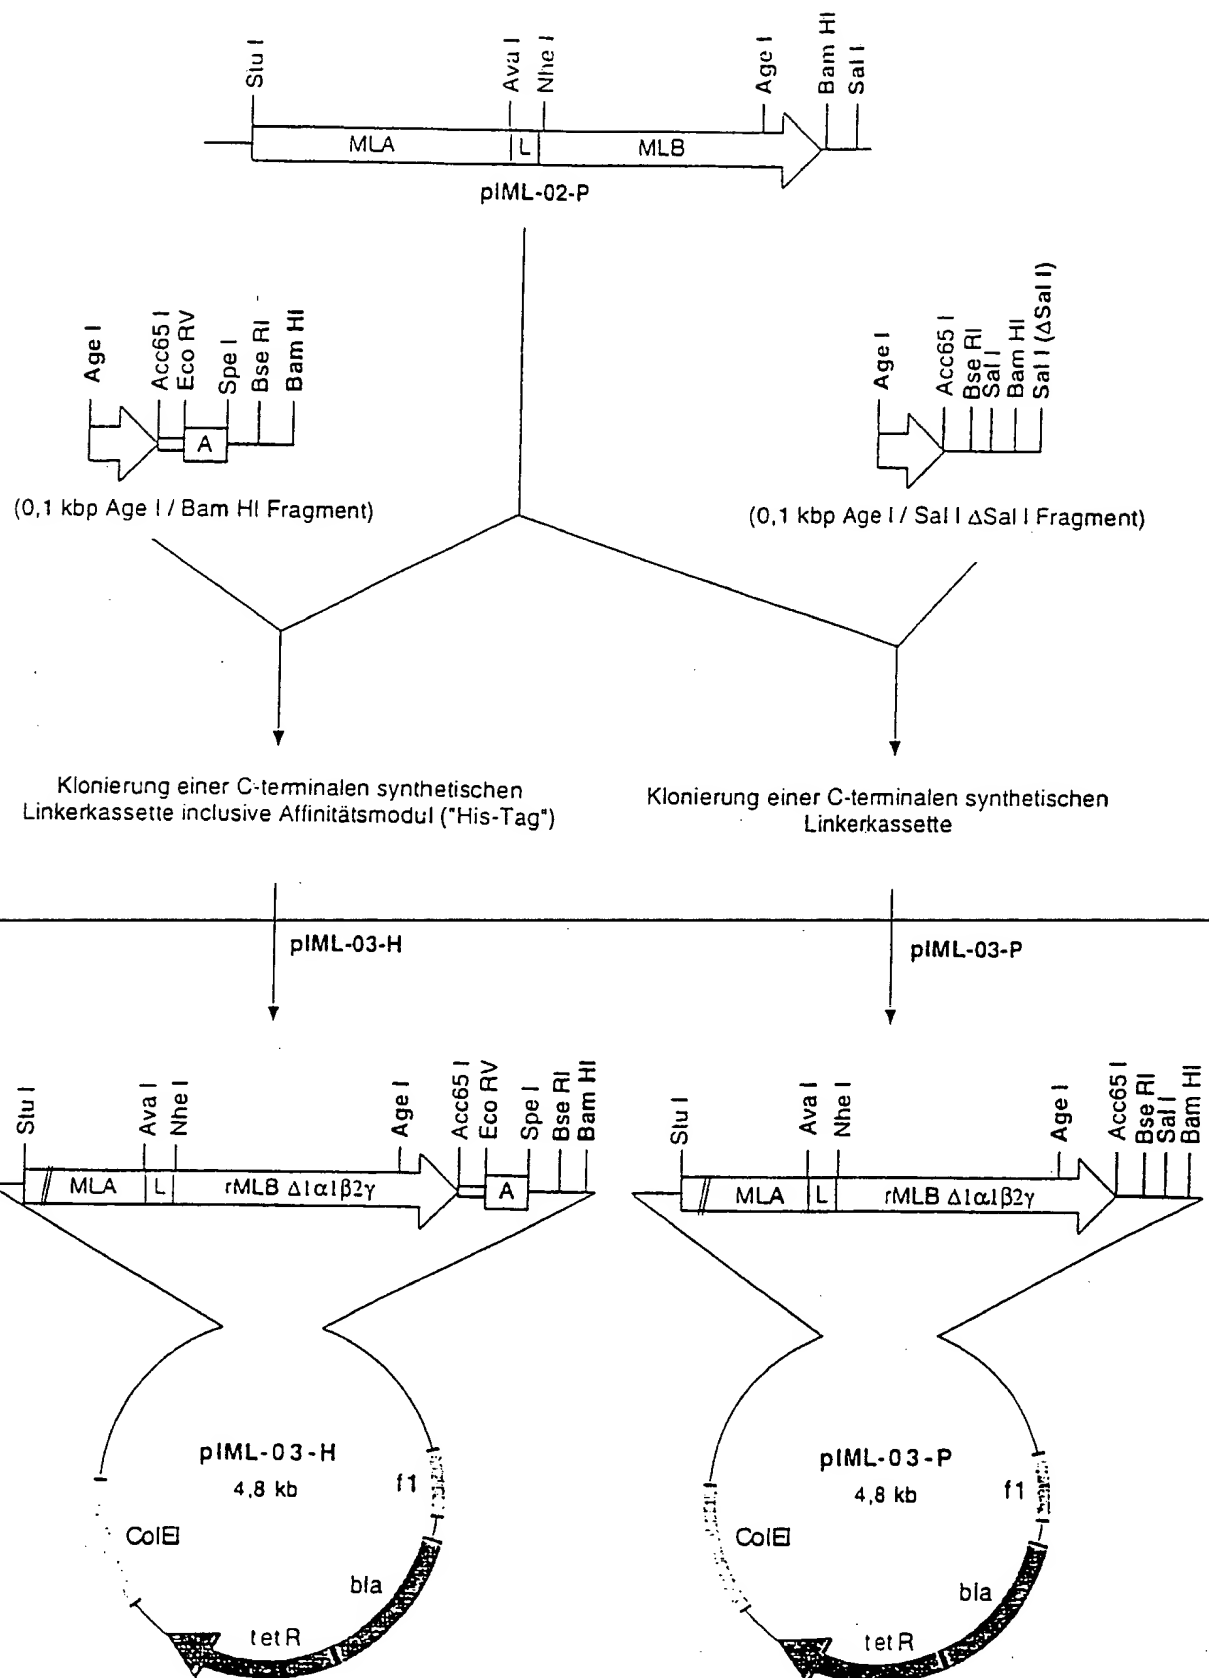 Stu I
Ava I
Nhe I
Age I
Bam HI
Sal I
MLA
L
MLB
pIML-02-P
Age I
Acc65 I
Eco RV
Spe I
Bse RI
Bam HI
A
(0,1 kbp Age I / Bam HI Fragment)
Age I
Acc65 I
Bse RI
Sal I
Bam HI
Sal I (ΔSal I)
(0,1 kbp Age I / Sal I ΔSal I Fragment)
Klonierung einer C-terminalen synthetischen
Linkerkassette inclusive Affinitätsmodul ("His-Tag")
Klonierung einer C-terminalen synthetischen
Linkerkassette
pIML-03-H
pIML-03-P
Stu I
Ava I
Nhe I
Age I
Acc65 I
Eco RV
Spe I
Bse RI
Bam HI
MLA
L
rMLB Δ1α1β2γ
A
Stu I
Ava I
Nhe I
Age I
Acc65 I
Bse RI
Sal I
Bam HI
MLA
L
rMLB Δ1α1β2γ
pIML-03-H
4,8 kb
f1
ColEI
bla
tetR
pIML-03-P
4,8 kb
f1
ColEI
bla
tetR